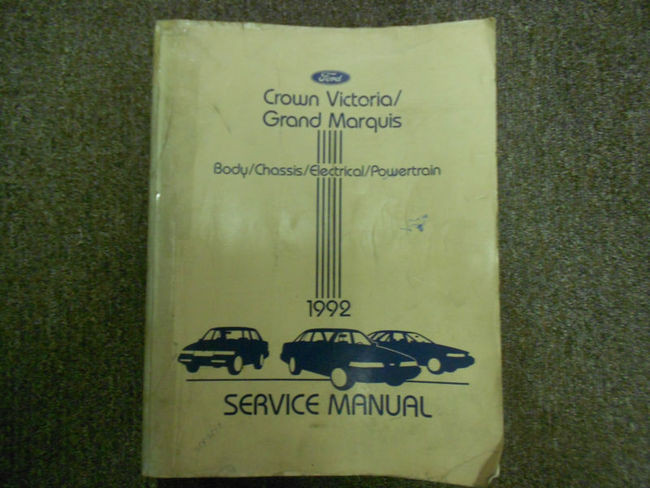 Ford
Crown Victoria/
Grand Marquis
Body/Chassis/Electrical/Powertrain
1992
SERVICE MANUAL